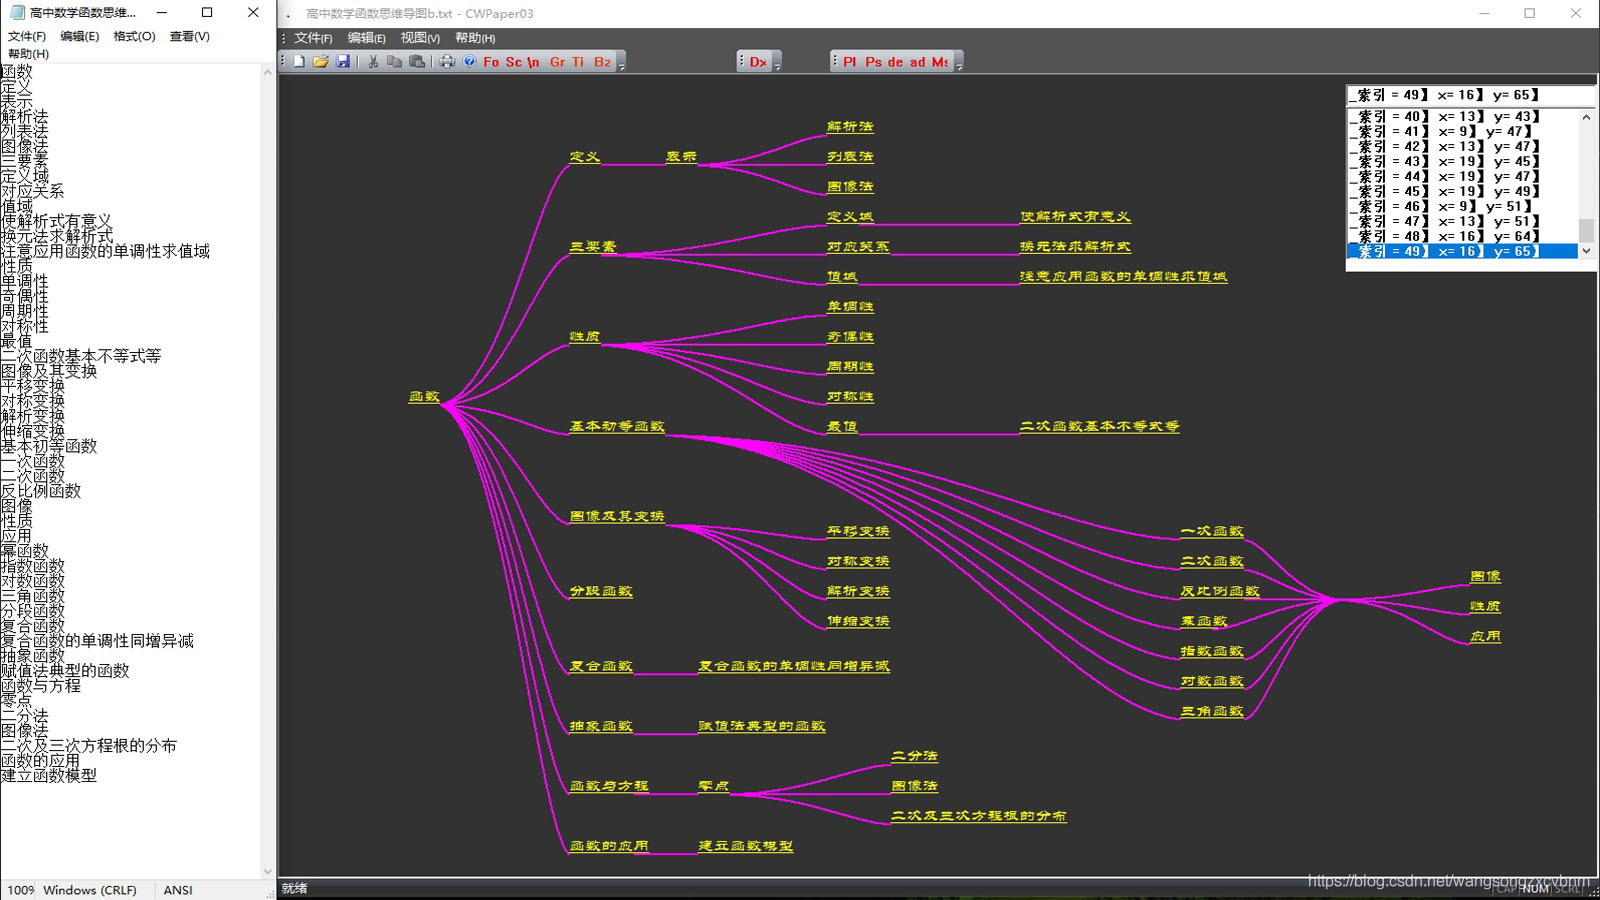 高中数学函数思维...
文件(F) 编辑(E) 格式(O) 查看(V)
帮助(H)
函数
定义
表示
解析法
列表法
图像法
三要素
定义域
对应关系
值域
使解析式有意义
换元法求解析式
注意应用函数的单调性求值域
性质
单调性
奇偶性
周期性
对称性
最值
二次函数基本不等式等
图像及其变换
平移变换
对称变换
解析变换
伸缩变换
基本初等函数
一次函数
二次函数
反比例函数
图像
性质
应用
幂函数
指数函数
对数函数
三角函数
分段函数
复合函数
复合函数的单调性同增异减
抽象函数
赋值法典型的函数
函数与方程
零点
二分法
图像法
二次及三次方程根的分布
函数的应用
建立函数模型
100% Windows (CRLF) ANSI
高中数学函数思维导图b.txt - CWPaper03
文件(F) 编辑(E) 视图(V) 帮助(H)
Fo Sc \n Gr Ti Bz Dx Pl Ps de ad Ms
函数
定义
表示
解析法
列表法
图像法
三要素
定义域
使解析式有意义
对应关系
换元法求解析式
值域
注意应用函数的单调性求值域
性质
单调性
奇偶性
周期性
对称性
最值
二次函数基本不等式等
基本初等函数
一次函数
二次函数
反比例函数
幂函数
指数函数
对数函数
三角函数
图像
性质
应用
图像及其变换
平移变换
对称变换
解析变换
伸缩变换
分段函数
复合函数
复合函数的单调性同增异减
抽象函数
赋值法典型的函数
函数与方程
零点
二分法
图像法
二次及三次方程根的分布
函数的应用
建立函数模型
_索引 = 49】 x= 16】 y= 65】
_索引 = 40】 x= 13】 y= 43】
_索引 = 41】 x= 9】 y= 47】
_索引 = 42】 x= 13】 y= 47】
_索引 = 43】 x= 19】 y= 45】
_索引 = 44】 x= 19】 y= 47】
_索引 = 45】 x= 19】 y= 49】
_索引 = 46】 x= 9】 y= 51】
_索引 = 47】 x= 13】 y= 51】
_索引 = 48】 x= 16】 y= 64】
_索引 = 49】 x= 16】 y= 65】
就绪
https://blog.csdn.net/wangsongzxcvbnm
CAP NUM SCRL